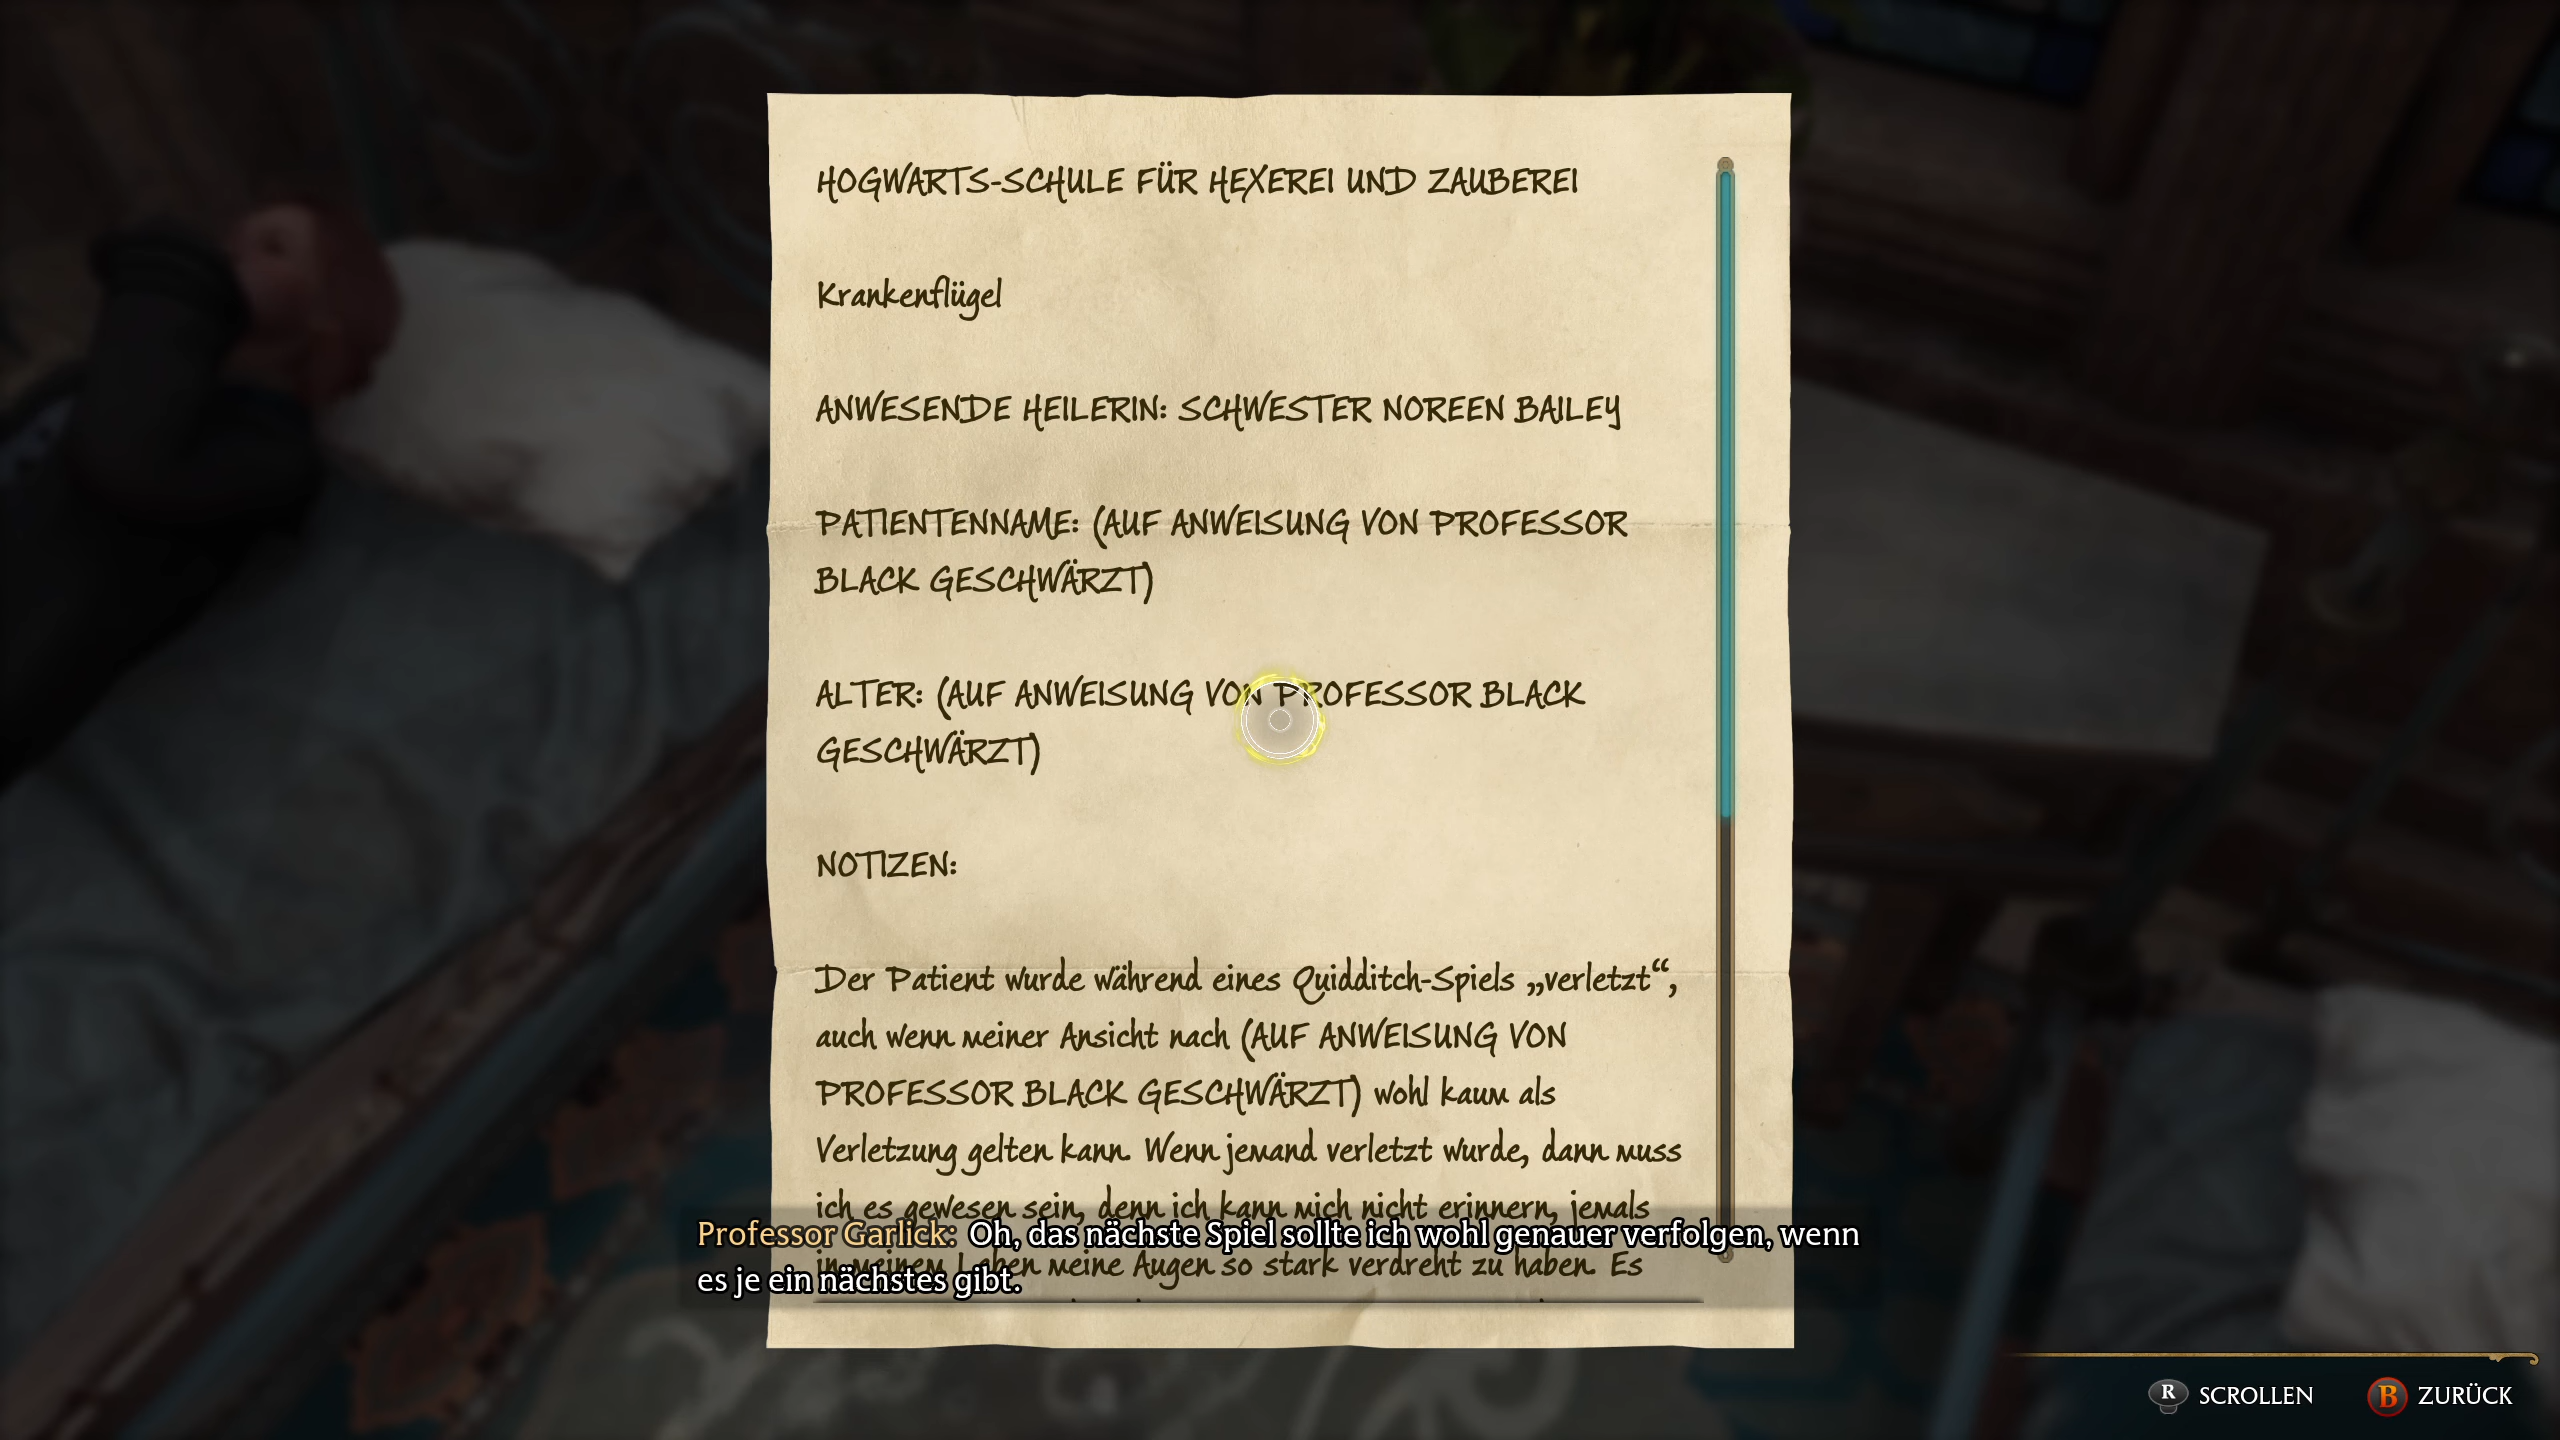 HOGWARTS-SCHULE FÜR HEXEREI UND ZAUBEREI
Krankenflügel
ANWESENDE HEILERIN: SCHWESTER NOREEN BAILEY
PATIENTENNAME: (AUF ANWEISUNG VON PROFESSOR
BLACK GESCHWÄRZT)
ALTER: (AUF ANWEISUNG VON PROFESSOR BLACK
GESCHWÄRZT)
NOTIZEN:
Der Patient wurde während eines Quidditch-Spiels „verletzt“,
auch wenn meiner Ansicht nach (AUF ANWEISUNG VON
PROFESSOR BLACK GESCHWÄRZT) wohl kaum als
Verletzung gelten kann. Wenn jemand verletzt wurde, dann muss
ich es gewesen sein, denn ich kann mich nicht erinnern, jemals
in meinem Leben meine Augen so stark verdreht zu haben. Es
Professor Garlick: Oh, das nächste Spiel sollte ich wohl genauer verfolgen, wenn
es je ein nächstes gibt.
R SCROLLEN
B ZURÜCK